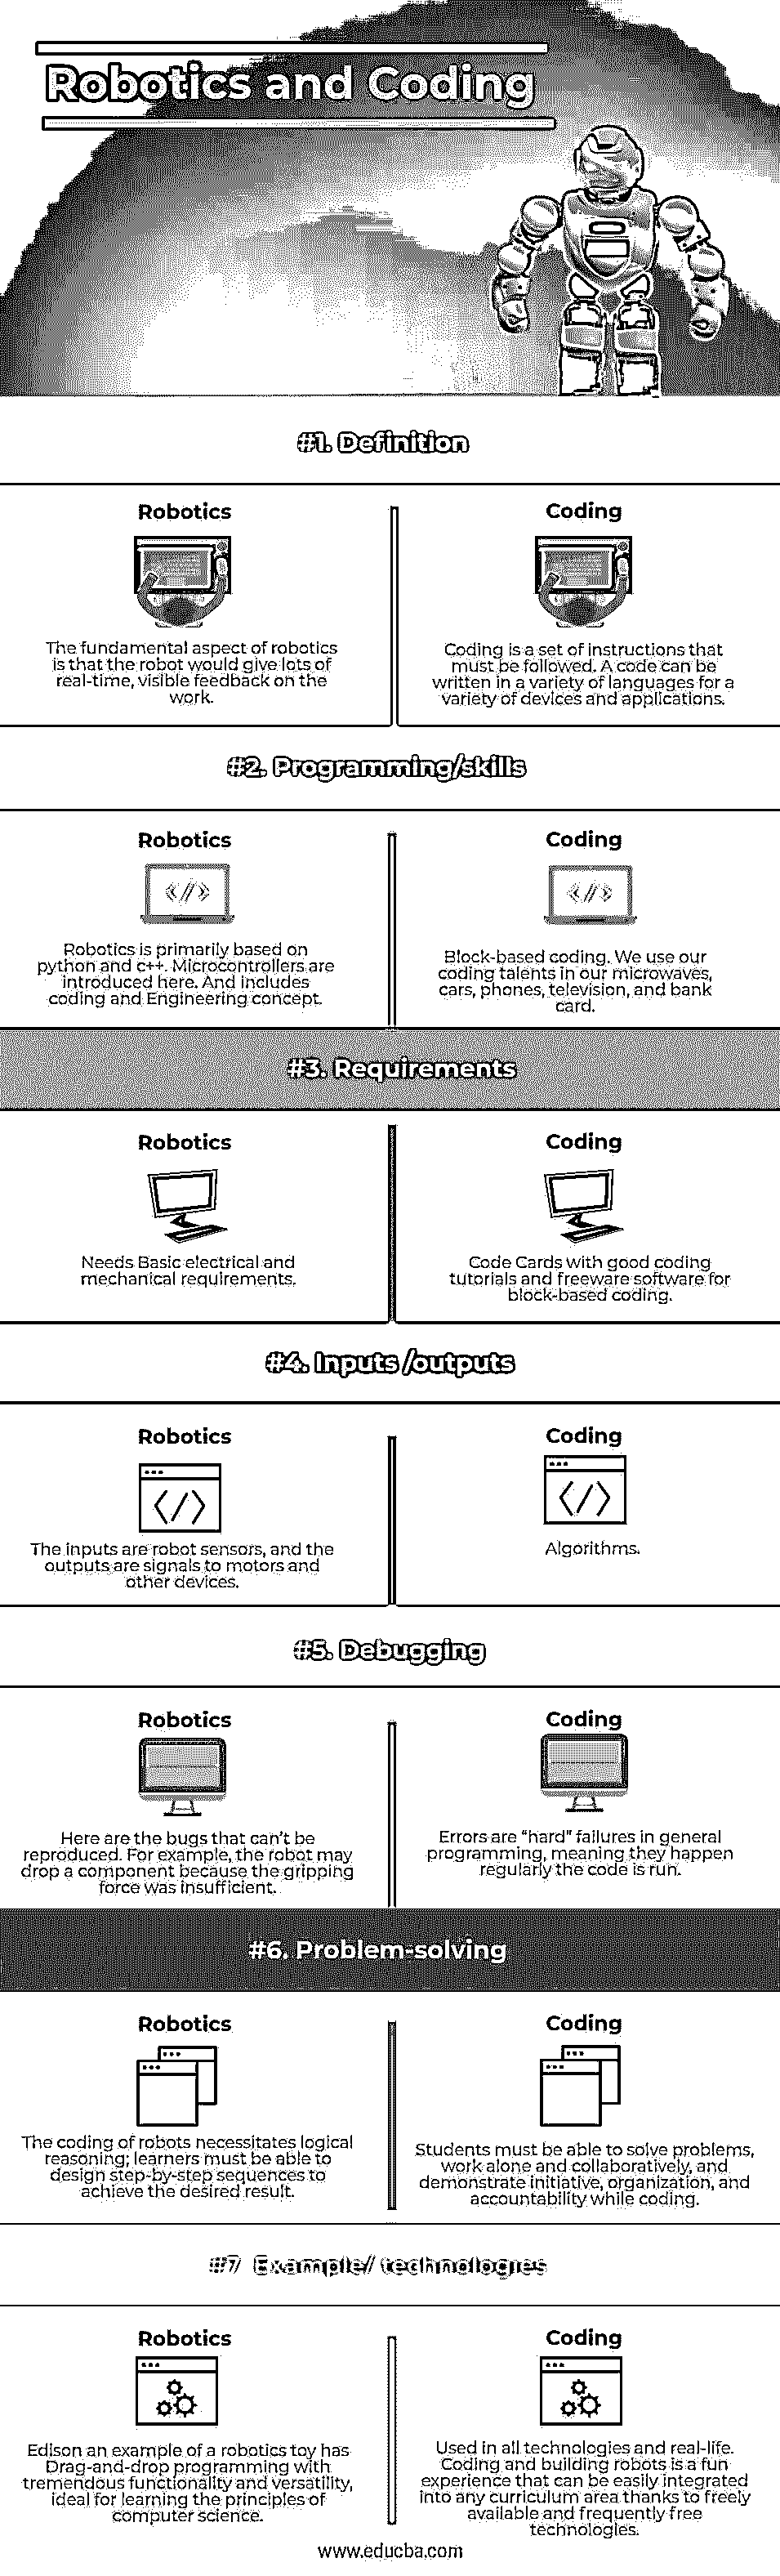 Robotics and Coding
#1. Definition
Robotics
The fundamental aspect of robotics
is that the robot would give lots of
real-time, visible feedback on the
work.
Coding
Coding is a set of instructions that
must be followed. A code can be
written in a variety of languages for a
variety of devices and applications.
#2. Programming/skills
Robotics
Robotics is primarily based on
python and c++. Microcontrollers are
introduced here. And includes
coding and Engineering concept.
Coding
Block-based coding. We use our
coding talents in our microwaves,
cars, phones, television, and bank
card.
#3. Requirements
Robotics
Needs Basic electrical and
mechanical requirements.
Coding
Code Cards with good coding
tutorials and freeware software for
block-based coding.
#4. Inputs /outputs
Robotics
The inputs are robot sensors, and the
outputs are signals to motors and
other devices.
Coding
Algorithms.
#5. Debugging
Robotics
Here are the bugs that can't be
reproduced. For example, the robot may
drop a component because the gripping
force was insufficient.
Coding
Errors are “hard” failures in general
programming, meaning they happen
regularly the code is run.
#6. Problem-solving
Robotics
The coding of robots necessitates logical
reasoning; learners must be able to
design step-by-step sequences to
achieve the desired result.
Coding
Students must be able to solve problems,
work alone and collaboratively, and
demonstrate initiative, organization, and
accountability while coding.
#7 Example// technologies
Robotics
Edison an example of a robotics toy has
Drag-and-drop programming with
tremendous functionality and versatility,
ideal for learning the principles of
computer science.
Coding
Used in all technologies and real-life.
Coding and building robots is a fun
experience that can be easily integrated
into any curriculum area thanks to freely
available and frequently free
technologies.
www.educba.com